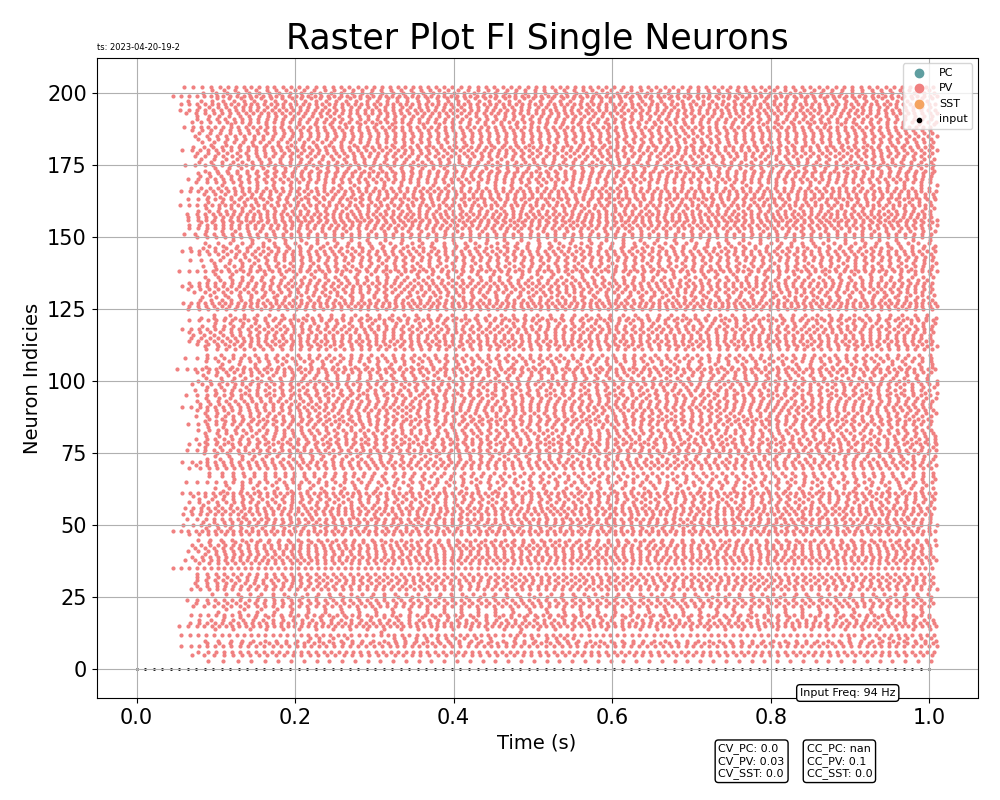 Raster Plot FI Single Neurons
ts: 2023-04-20-19-2
PC
PV
SST
input
200
175
150
125
100
75
50
25
0
Neuron Indicies
0.0 0.2 0.4 0.6 0.8 1.0
Time (s)
Input Freq: 94 Hz
CV_PC: 0.0
CV_PV: 0.03
CV_SST: 0.0
CC_PC: nan
CC_PV: 0.1
CC_SST: 0.0